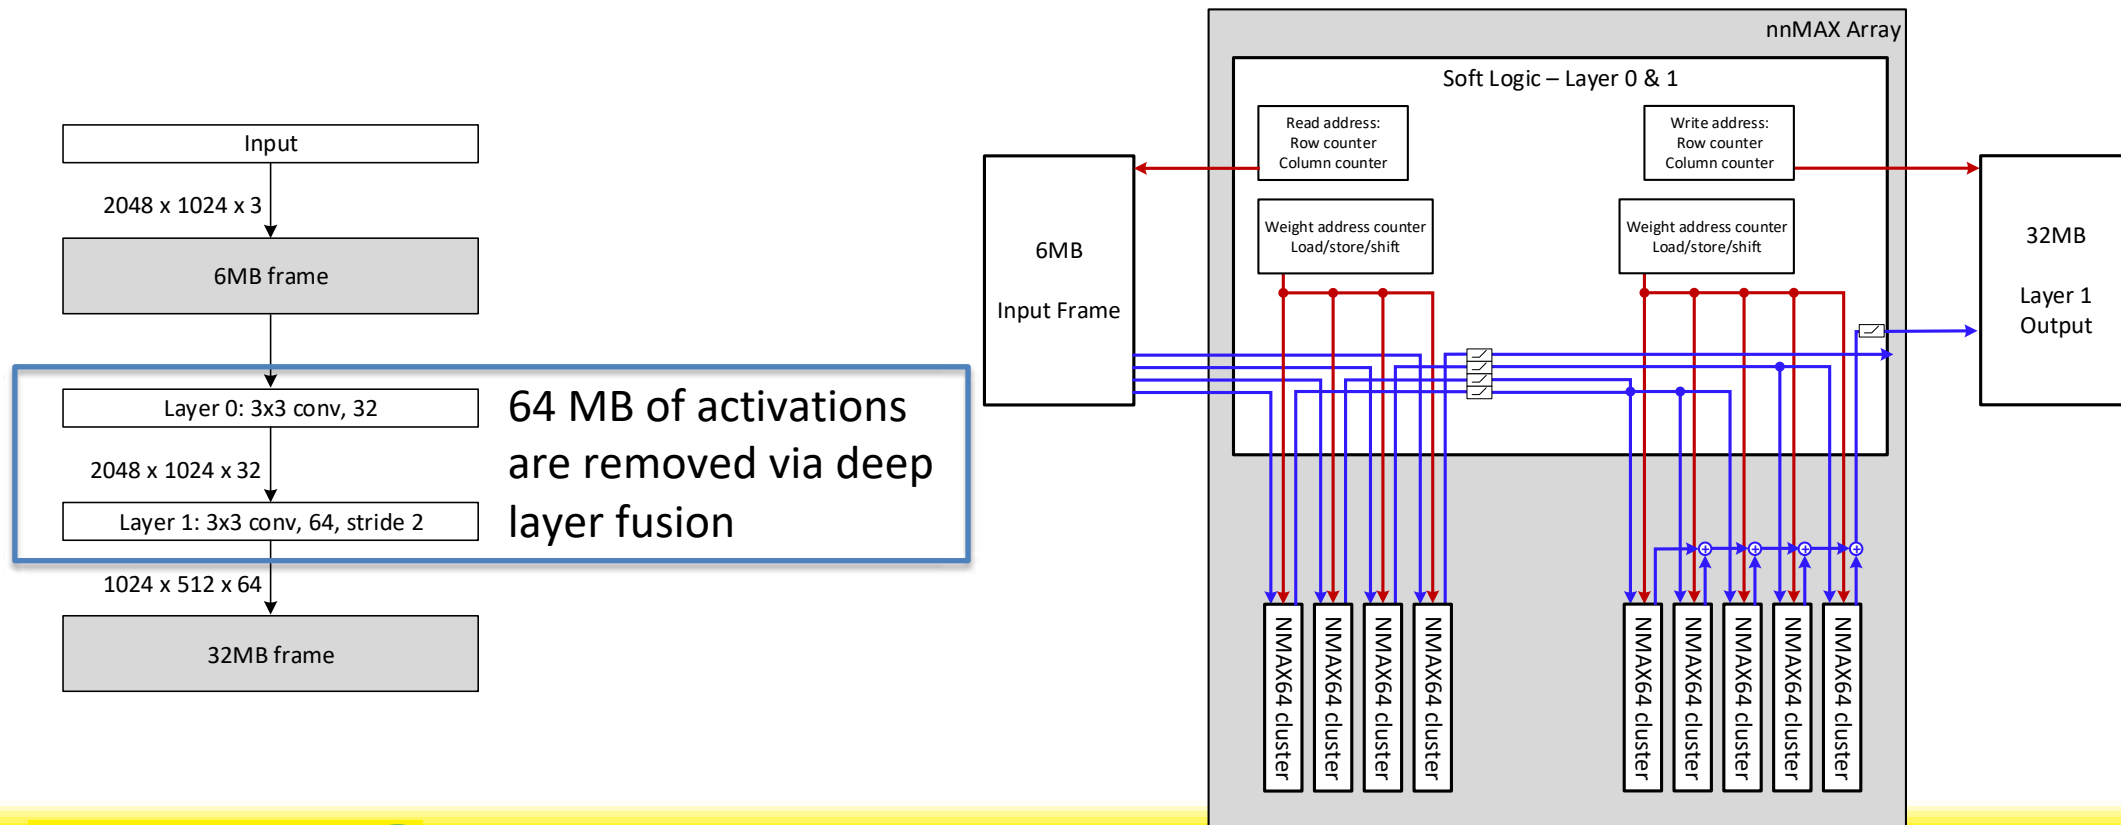 Input
2048 x 1024 x 3
6MB frame
Layer 0: 3x3 conv, 32
2048 x 1024 x 32
Layer 1: 3x3 conv, 64, stride 2
1024 x 512 x 64
32MB frame
64 MB of activations
are removed via deep
layer fusion
nnMAX Array
Soft Logic – Layer 0 & 1
Read address:
Row counter
Column counter
Write address:
Row counter
Column counter
Weight address counter
Load/store/shift
Weight address counter
Load/store/shift
6MB
Input Frame
32MB
Layer 1
Output
NMAX64 cluster
NMAX64 cluster
NMAX64 cluster
NMAX64 cluster
NMAX64 cluster
NMAX64 cluster
NMAX64 cluster
NMAX64 cluster
NMAX64 cluster